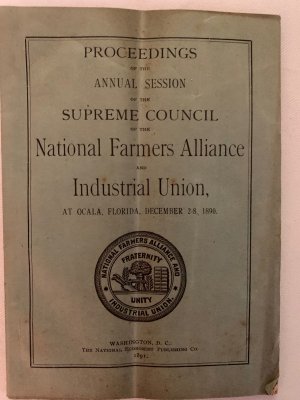 PROCEEDINGS
OF THE
ANNUAL SESSION
OF THE
SUPREME COUNCIL
OF THE
National Farmers Alliance
AND
Industrial Union,
AT OCALA, FLORIDA, DECEMBER 2-8, 1890.
NATIONAL FARMERS ALLIANCE AND
FRATERNITY
UNITY
INDUSTRIAL UNION.
WASHINGTON, D. C.:
THE NATIONAL ECONOMIST PUBLISHING CO.
1891.